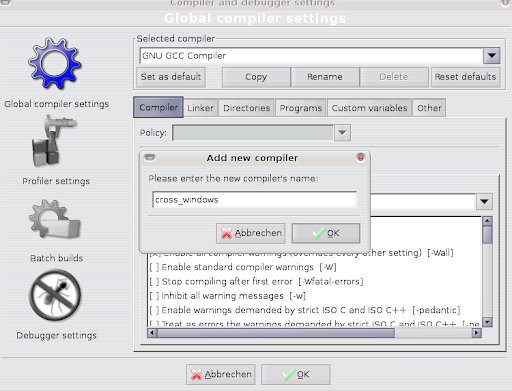 Compiler and debugger settings
Global compiler settings
Selected compiler
GNU GCC Compiler
Set as default
Copy
Rename
Delete
Reset defaults
Global compiler settings
Profiler settings
Batch builds
Debugger settings
Compiler
Linker
Directories
Programs
Custom variables
Other
Policy:
Add new compiler
Please enter the new compiler's name:
cross_windows
Abbrechen
OK
[X] Enable all compiler warnings (overrides every other setting) [-Wall]
[ ] Enable standard compiler warnings [-W]
[ ] Stop compiling after first error [-Wfatal-errors]
[ ] Inhibit all warning messages [-w]
[ ] Enable warnings demanded by strict ISO C and ISO C++ [-pedantic]
[ ] Treat as errors the warnings demanded by strict ISO C and ISO C++ [-pe
Abbrechen
OK